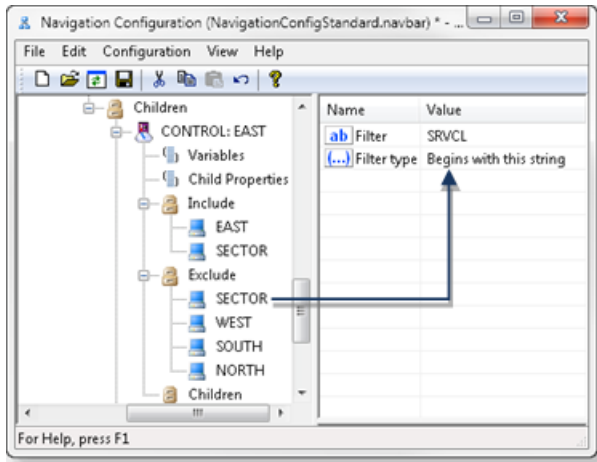 Navigation Configuration (NavigationConfigStandard.navbar) * - ...
File Edit Configuration View Help
Children
CONTROL: EAST
Variables
Child Properties
Include
EAST
SECTOR
Exclude
SECTOR
WEST
SOUTH
NORTH
Children
Name Value
ab Filter SRVCL
(...) Filter type Begins with this string
For Help, press F1